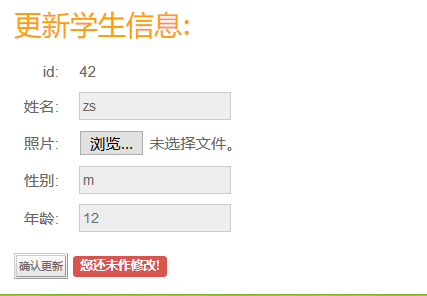 更新学生信息:
id: 42
姓名: zs
照片: 浏览... 未选择文件。
性别: m
年龄: 12
确认更新 您还未作修改!